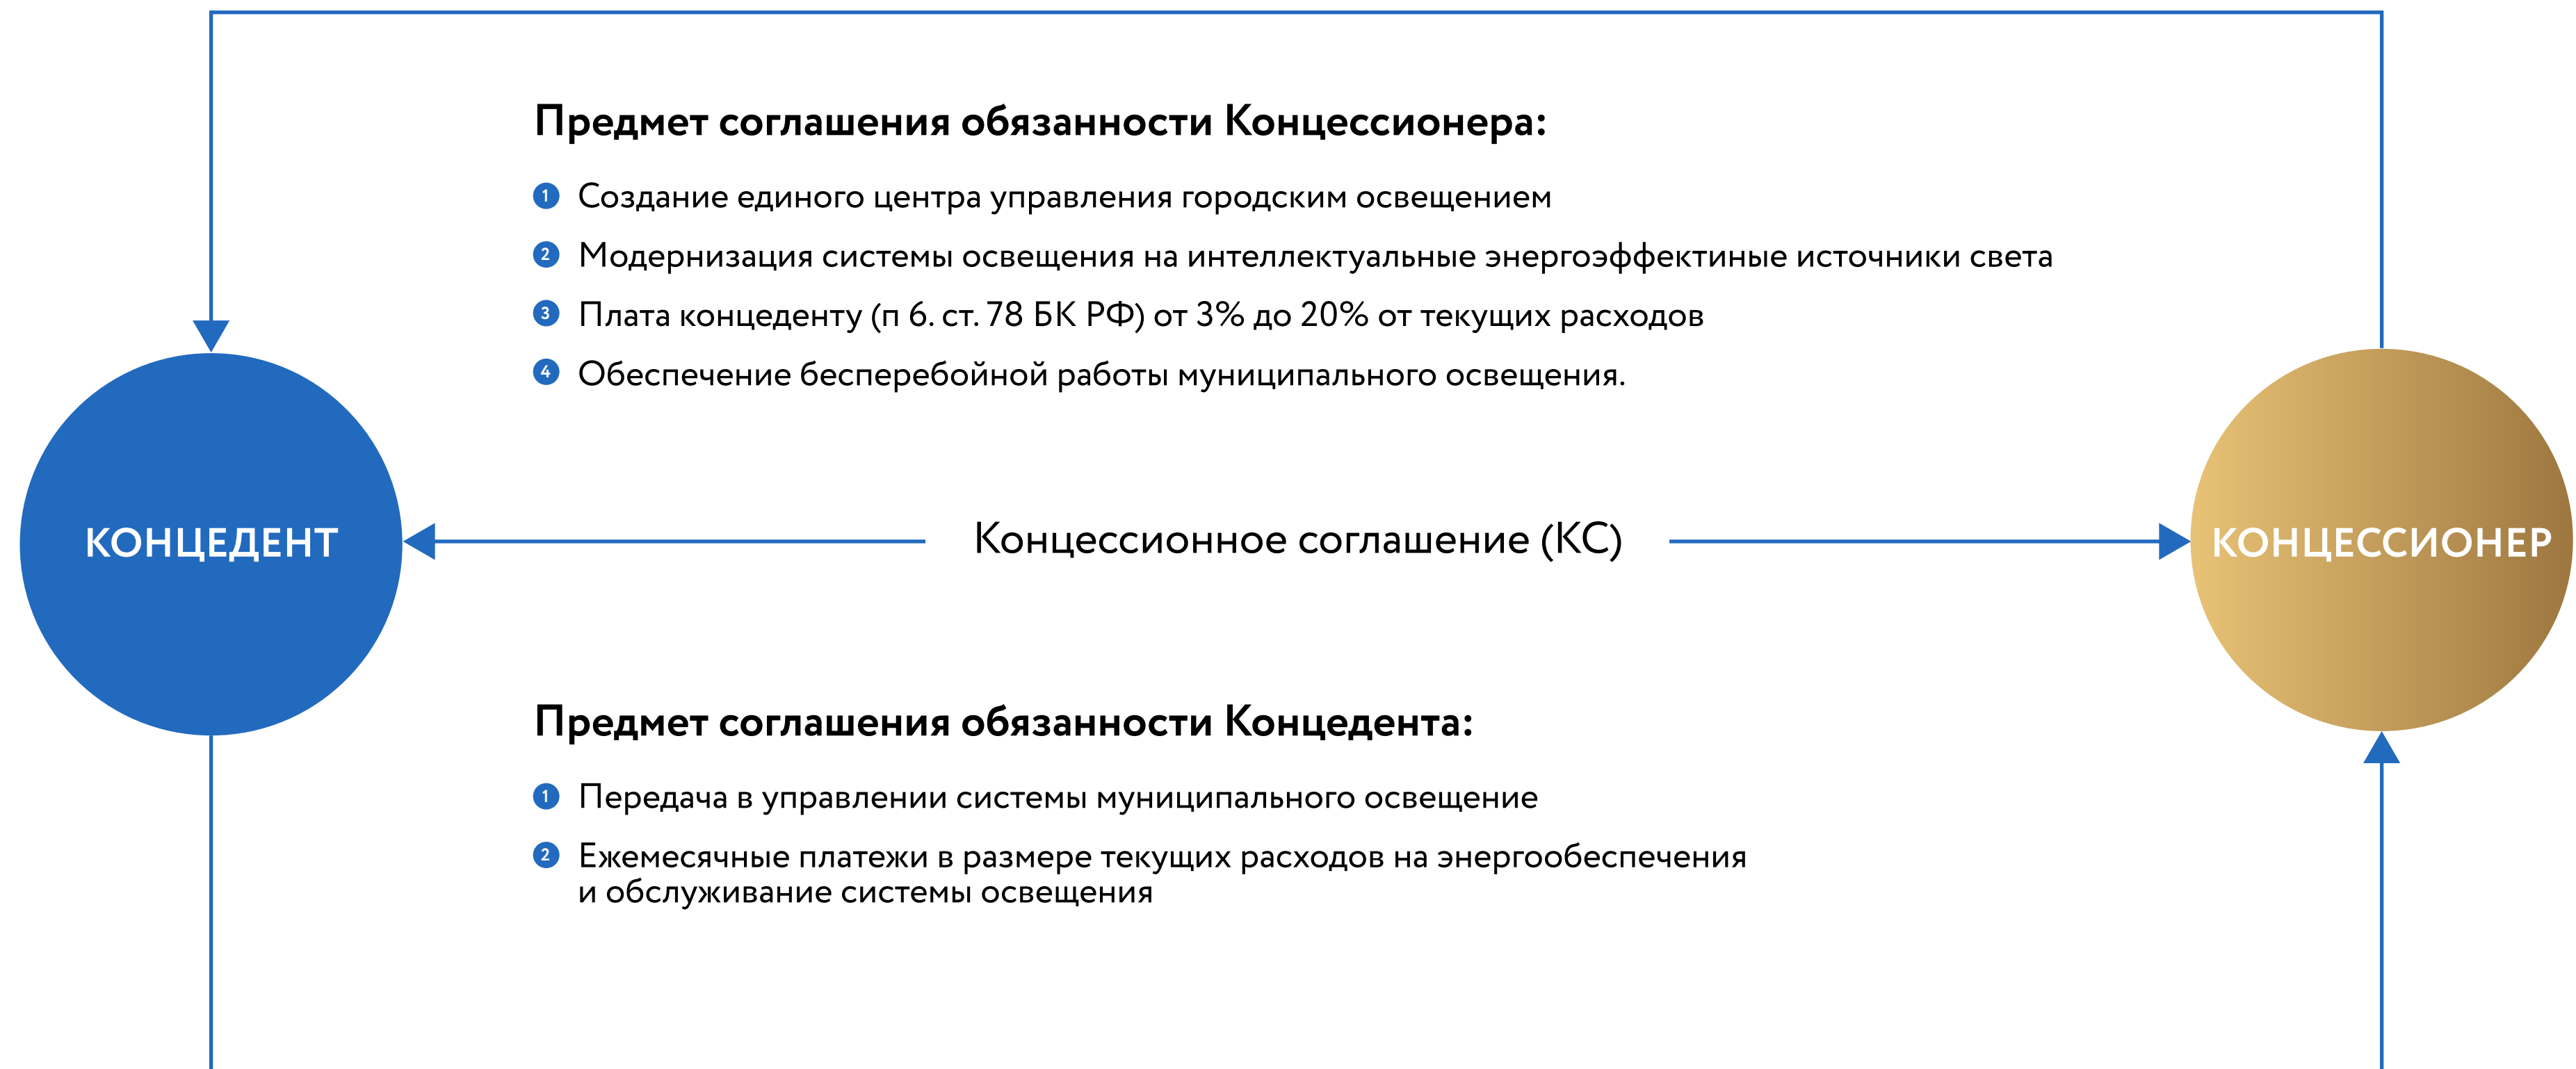 Предмет соглашения обязанности Концессионера:
1 Создание единого центра управления городским освещением
2 Модернизация системы освещения на интеллектуальные энергоэффектиные источники света
3 Плата концеденту (п 6. ст. 78 БК РФ) от 3% до 20% от текущих расходов
4 Обеспечение бесперебойной работы муниципального освещения.
КОНЦЕДЕНТ
Концессионное соглашение (КС)
КОНЦЕССИОНЕР
Предмет соглашения обязанности Концедента:
1 Передача в управлении системы муниципального освещение
2 Ежемесячные платежи в размере текущих расходов на энергообеспечения
и обслуживание системы освещения